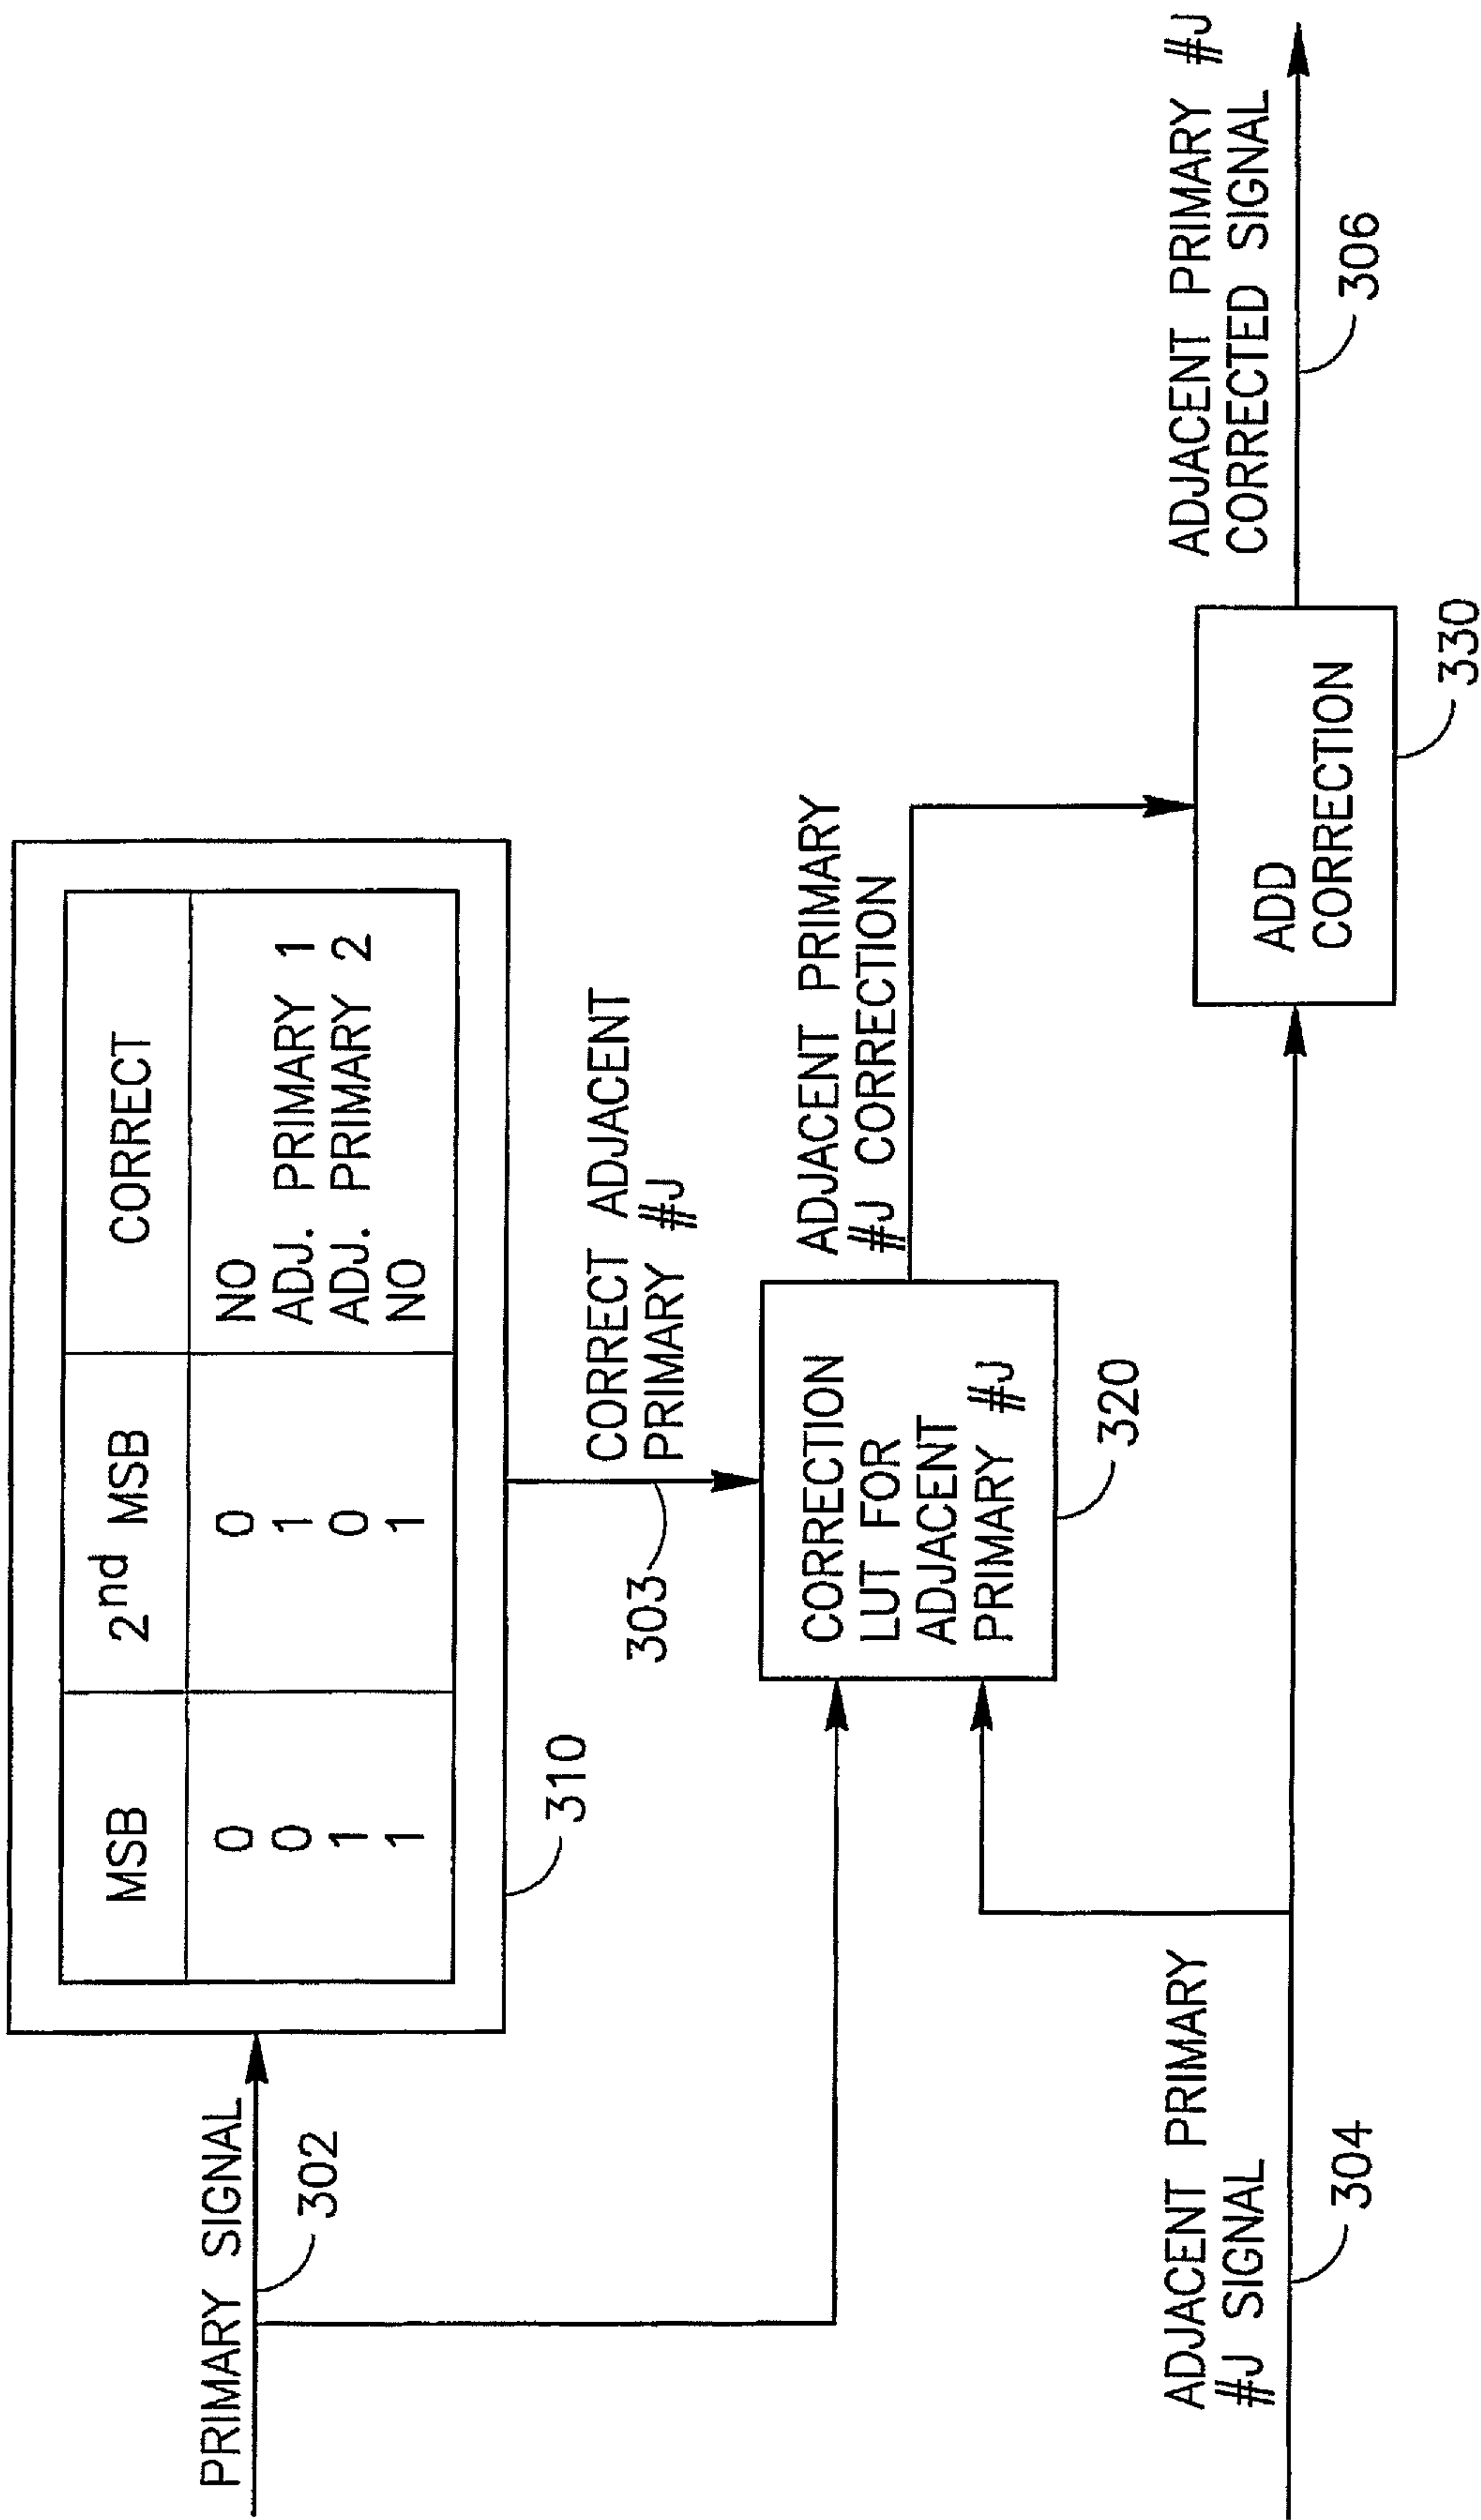 PRIMARY SIGNAL
302
MSB 2nd MSB CORRECT
0 0 NO
0 1 ADJ. PRIMARY 1
1 0 ADJ. PRIMARY 2
1 1 NO
310
303
CORRECT ADJACENT
PRIMARY #J
CORRECTION
LUT FOR
ADJACENT
PRIMARY #J
320
ADJACENT PRIMARY
#J CORRECTION
ADJACENT PRIMARY
#J SIGNAL
304
ADD
CORRECTION
330
ADJACENT PRIMARY #J
CORRECTED SIGNAL
306